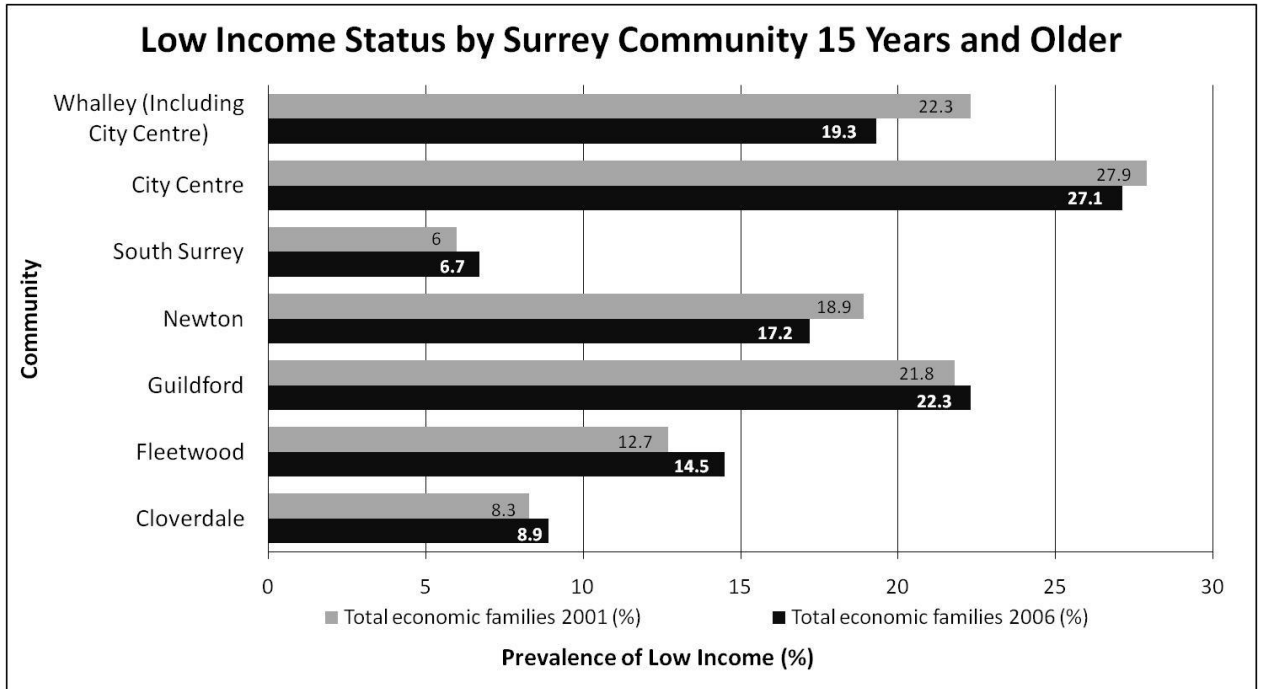 Low Income Status by Surrey Community 15 Years and Older
Whalley (Including
City Centre)
22.3
19.3
City Centre
27.9
27.1
South Surrey
6
6.7
Newton
18.9
17.2
Guildford
21.8
22.3
Fleetwood
12.7
14.5
Cloverdale
8.3
8.9
Community
0 5 10 15 20 25 30
Total economic families 2001 (%) Total economic families 2006 (%)
Prevalence of Low Income (%)